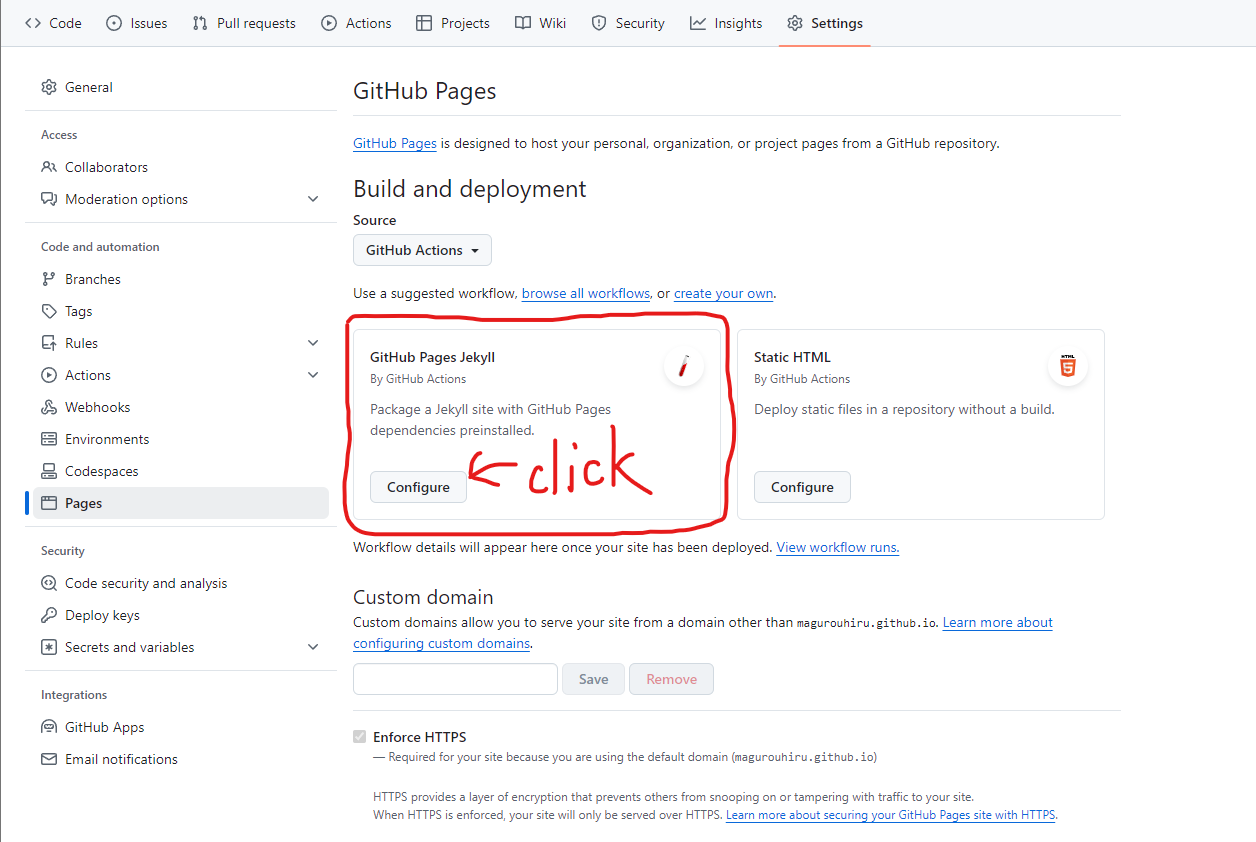 Code Issues Pull requests Actions Projects Wiki Security Insights Settings
General
Access
Collaborators
Moderation options
Code and automation
Branches
Tags
Rules
Actions
Webhooks
Environments
Codespaces
Pages
Security
Code security and analysis
Deploy keys
Secrets and variables
Integrations
GitHub Apps
Email notifications
GitHub Pages
GitHub Pages is designed to host your personal, organization, or project pages from a GitHub repository.
Build and deployment
Source
GitHub Actions
Use a suggested workflow, browse all workflows, or create your own.
GitHub Pages Jekyll
By GitHub Actions
Package a Jekyll site with GitHub Pages
dependencies preinstalled.
Configure
click
Static HTML
By GitHub Actions
HTML
5
Deploy static files in a repository without a build.
Configure
Workflow details will appear here once your site has been deployed. View workflow runs.
Custom domain
Custom domains allow you to serve your site from a domain other than magurouhiru.github.io. Learn more about
configuring custom domains.
Save Remove
Enforce HTTPS
— Required for your site because you are using the default domain (magurouhiru.github.io)
HTTPS provides a layer of encryption that prevents others from snooping on or tampering with traffic to your site.
When HTTPS is enforced, your site will only be served over HTTPS. Learn more about securing your GitHub Pages site with HTTPS.